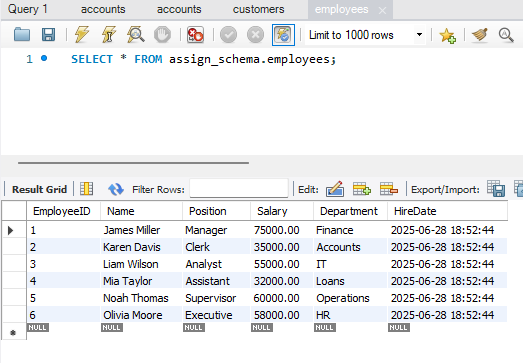 Query 1 accounts accounts customers employees
Limit to 1000 rows
1 SELECT * FROM assign_schema.employees;
Result Grid Filter Rows: Edit: Export/Import:
EmployeeID Name Position Salary Department HireDate
1 James Miller Manager 75000.00 Finance 2025-06-28 18:52:44
2 Karen Davis Clerk 35000.00 Accounts 2025-06-28 18:52:44
3 Liam Wilson Analyst 55000.00 IT 2025-06-28 18:52:44
4 Mia Taylor Assistant 32000.00 Loans 2025-06-28 18:52:44
5 Noah Thomas Supervisor 60000.00 Operations 2025-06-28 18:52:44
6 Olivia Moore Executive 58000.00 HR 2025-06-28 18:52:44
NULL NULL NULL NULL NULL NULL